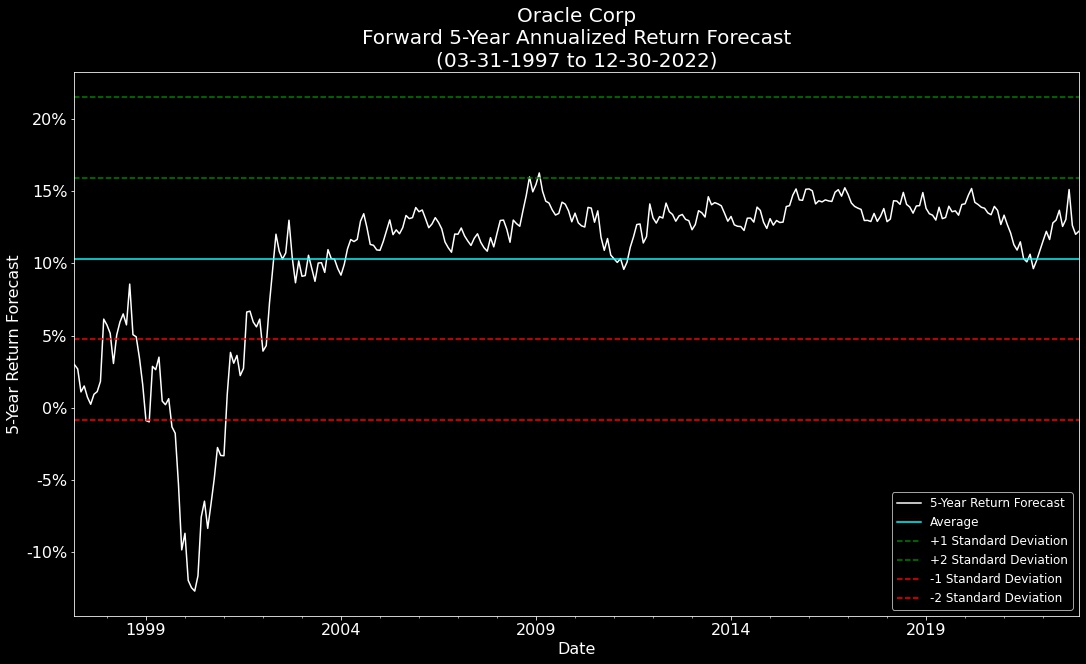 Oracle Corp
Forward 5-Year Annualized Return Forecast
(03-31-1997 to 12-30-2022)
5-Year Return Forecast
20%
15%
10%
5%
0%
-5%
-10%
5-Year Return Forecast
Average
+1 Standard Deviation
+2 Standard Deviation
-1 Standard Deviation
-2 Standard Deviation
1999 2004 2009 2014 2019
Date